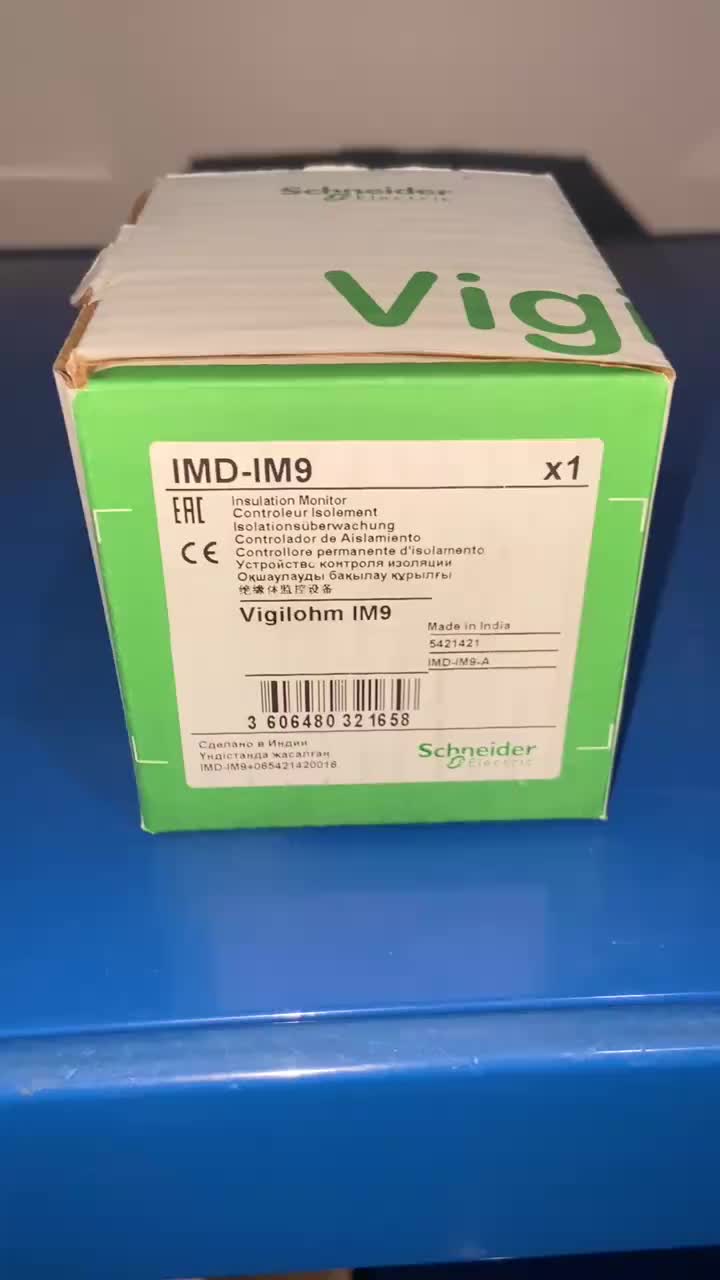 Schneider
Electric
Vigi
IMD-IM9 x1
EAC
CE
Insulation Monitor
Controleur Isolement
Isolationsüberwachung
Controlador de Aislamiento
Controllore permanente d'isolamento
Устройство контроля изоляции
Оқшаулауды бақылау құрылғы
绝缘体监控设备
Vigilohm IM9
Made in India
5421421
IMD-IM9-A
3 606480 321658
Сделано в Индии
Үндістанда жасалған
IMD-IM9+065421420016
Schneider
Electric